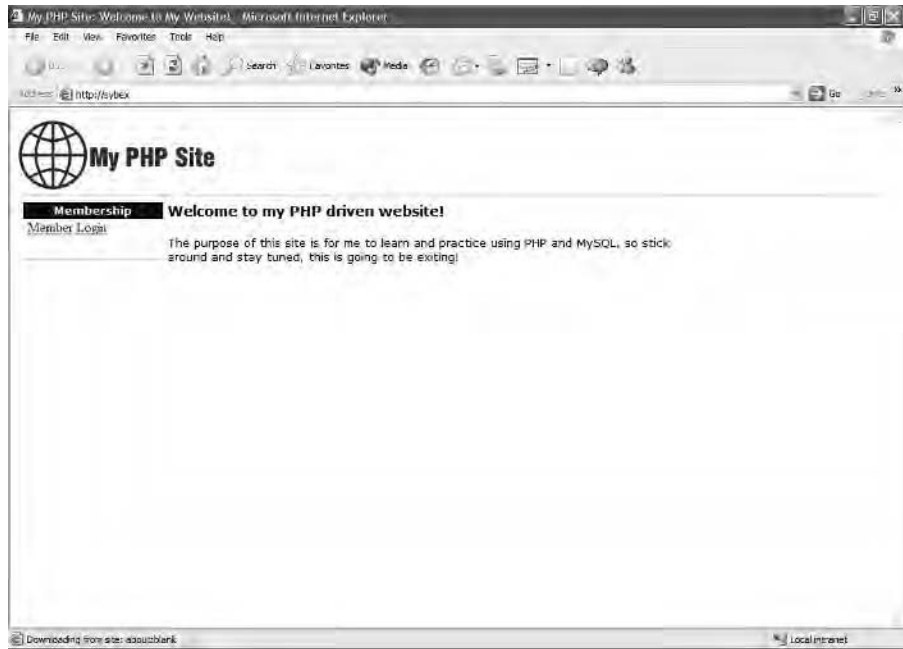 My PHP Site: Welcome to My Website! - Microsoft Internet Explorer
File Edit View Favorites Tools Help
Search Favorites Media
Address http://sybex Go
My PHP Site
Membership
Member Login
Welcome to my PHP driven website!
The purpose of this site is for me to learn and practice using PHP and MySQL, so stick
around and stay tuned, this is going to be exiting!
Downloading from site: about:blank
Local intranet